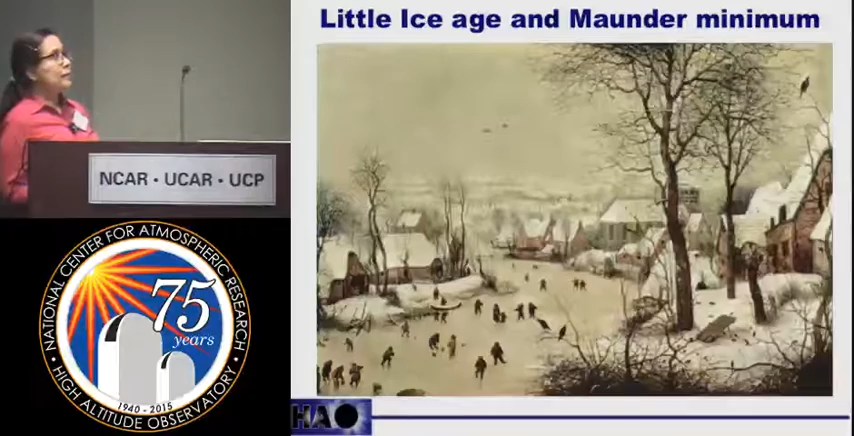 Little Ice age and Maunder minimum
NCAR • UCAR • UCP
NATIONAL CENTER FOR ATMOSPHERIC RESEARCH
75
years
1940 - 2015
HIGH ALTITUDE OBSERVATORY
HAO